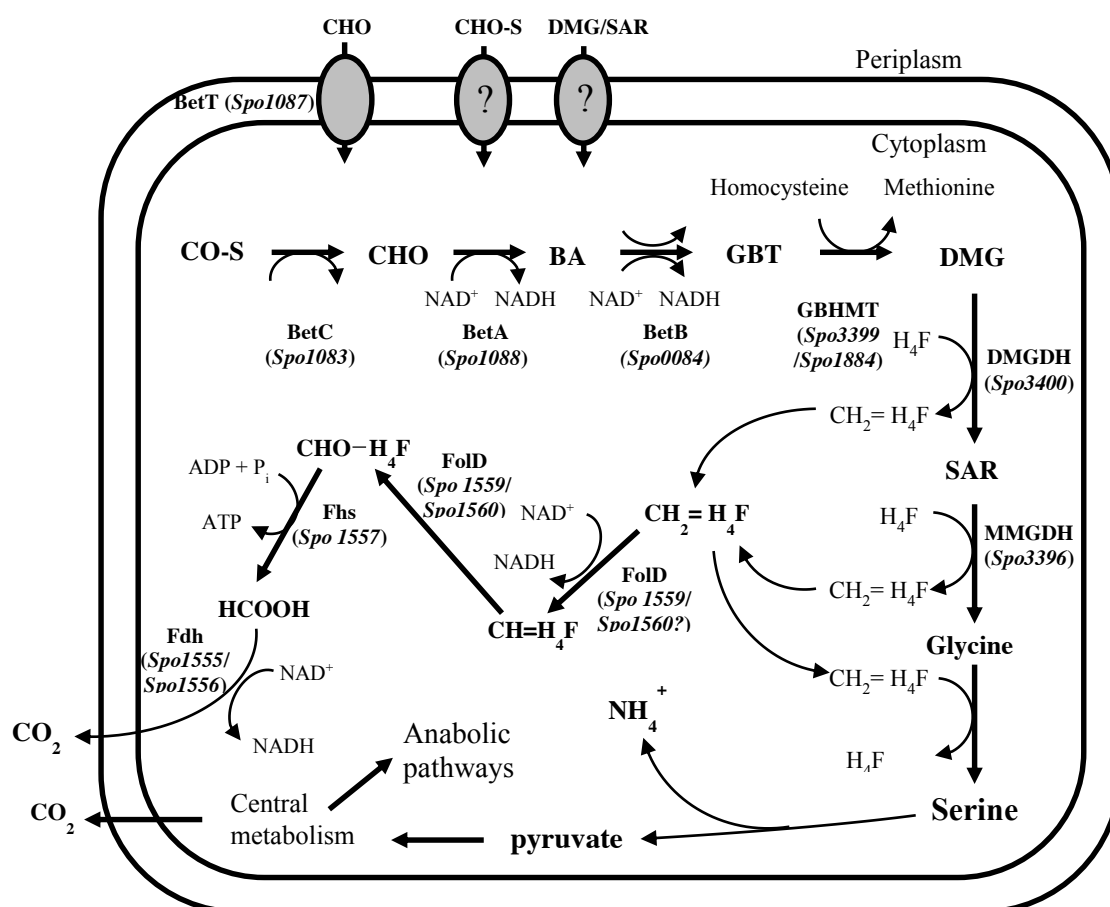 CHO
CHO-S
DMG/SAR
Periplasm
BetT (Spo1087)
?
?
Cytoplasm
Homocysteine
Methionine
CO-S
CHO
BA
GBT
DMG
NAD+ NADH
NAD+ NADH
BetC
(Spo1083)
BetA
(Spo1088)
BetB
(Spo0084)
GBHMT
(Spo3399
/Spo1884)
H4F
DMGDH
(Spo3400)
CH2= H4F
SAR
CHO–H4F
ADP + Pi
ATP
Fhs
(Spo 1557)
FolD
(Spo 1559/
Spo1560)
NAD+
NADH
CH2 = H4F
FolD
(Spo 1559/
Spo1560?)
CH=H4F
H4F
MMGDH
(Spo3396)
CH2= H4F
Glycine
HCOOH
Fdh
(Spo1555/
Spo1556)
NAD+
NADH
CO2
CH2= H4F
H4F
NH4+
Anabolic
pathways
Serine
CO2
Central
metabolism
pyruvate